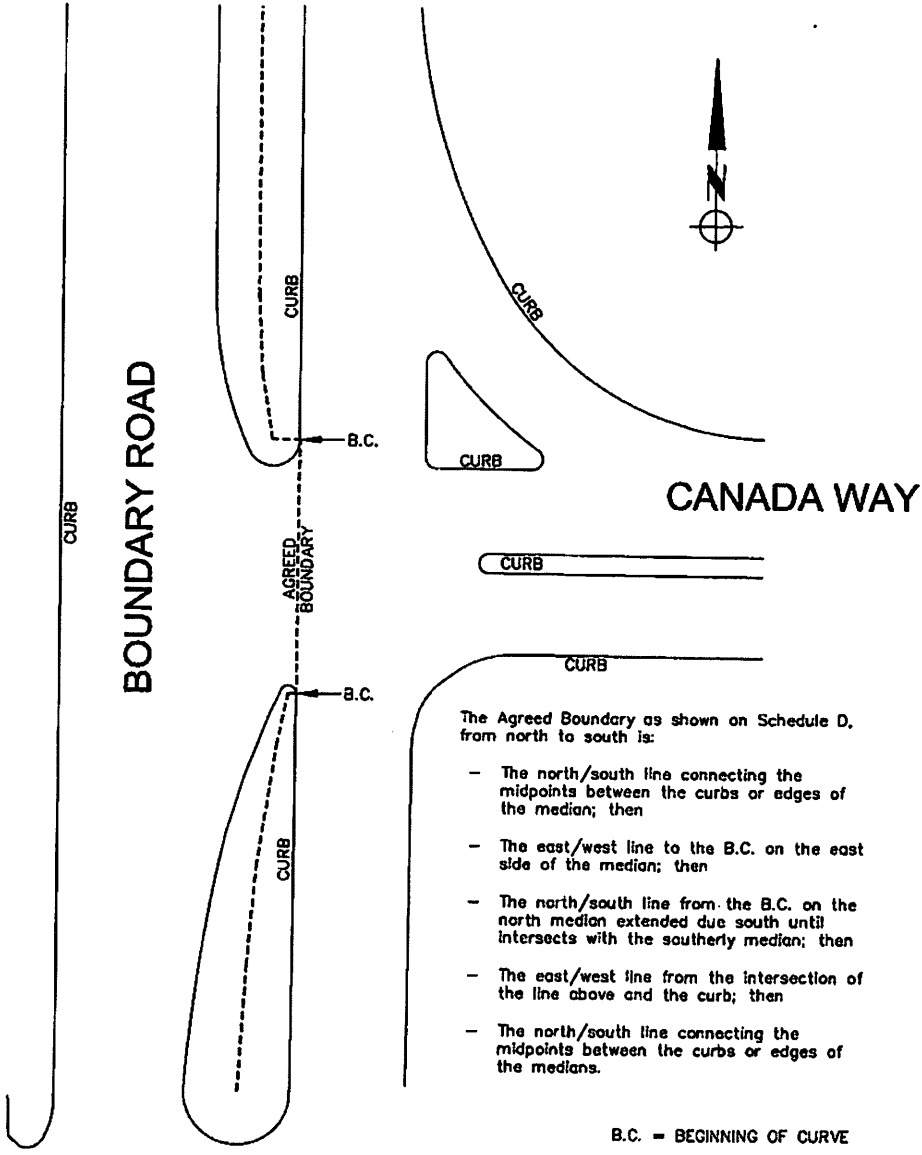 N
CURB
CURB
BOUNDARY ROAD
B.C.
CURB
CURB
CANADA WAY
AGREED
BOUNDARY
CURB
CURB
B.C.
CURB
The Agreed Boundary as shown on Schedule D,
from north to south is:
– The north/south line connecting the
midpoints between the curbs or edges of
the median; then
– The east/west line to the B.C. on the east
side of the median; then
– The north/south line from the B.C. on the
north median extended due south until
intersects with the southerly median; then
– The east/west line from the intersection of
the line above and the curb; then
– The north/south line connecting the
midpoints between the curbs or edges of
the medians.
B.C. = BEGINNING OF CURVE